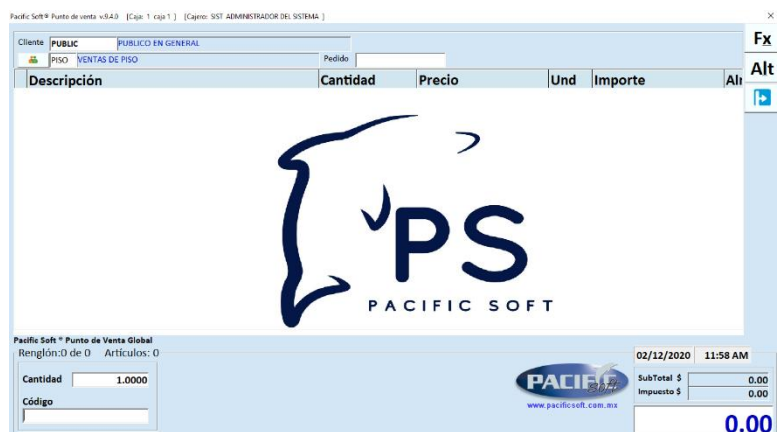 Pacific Soft® Punto de venta v.9.4.0 [Caja: 1 caja 1 ] [Cajero: SIST ADMINISTRADOR DEL SISTEMA ]
Cliente PUBLIC PUBLICO EN GENERAL
Fx
PISO VENTAS DE PISO Pedido
Alt
Descripción Cantidad Precio Und Importe Alm
PS
PACIFIC SOFT
Pacific Soft ® Punto de Venta Global
Renglón:0 de 0 Artículos: 0
02/12/2020 11:58 AM
Cantidad 1.0000
PACIFIC Soft
SubTotal $ 0.00
Impuesto $ 0.00
Código
www.pacificsoft.com.mx
0.00